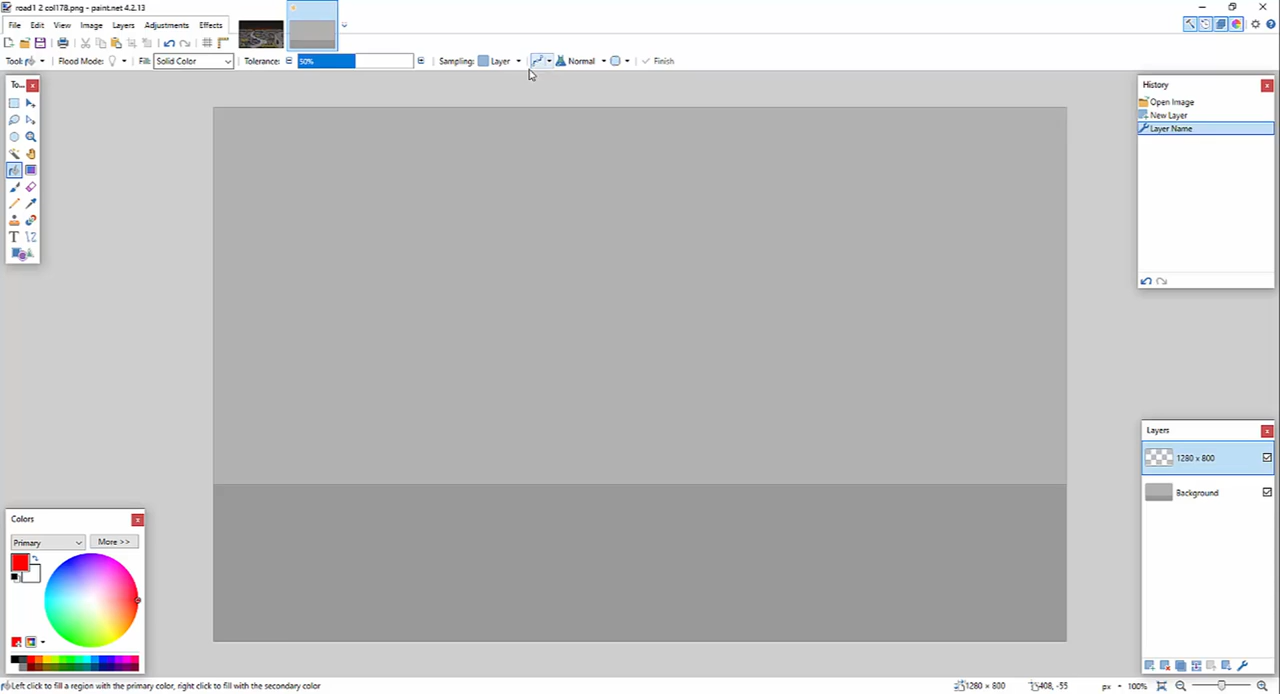 road1 2 col178.png - paint.net 4.2.13
File Edit View Image Layers Adjustments Effects
Tool: Flood Mode: Fill: Solid Color Tolerance: 50% Sampling: Layer Normal Finish
To...
T
History
Open Image
New Layer
Layer Name
Layers
1280 x 800
Background
Colors
Primary
More >>
Left click to fill a region with the primary color, right click to fill with the secondary color
1280 × 800
408, -55
px
100%